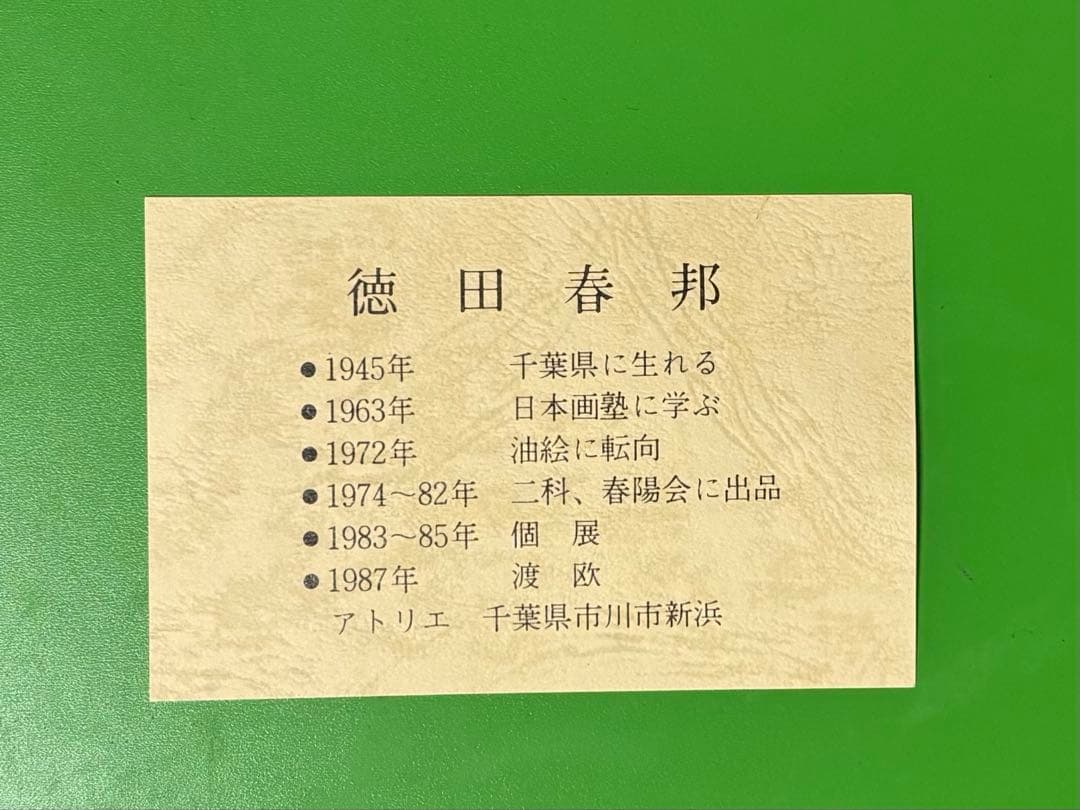 徳田春邦
●1945年　千葉県に生れる
●1963年　日本画塾に学ぶ
●1972年　油絵に転向
●1974〜82年　二科、春陽会に出品
●1983〜85年　個　展
●1987年　渡　欧
アトリエ　千葉県市川市新浜